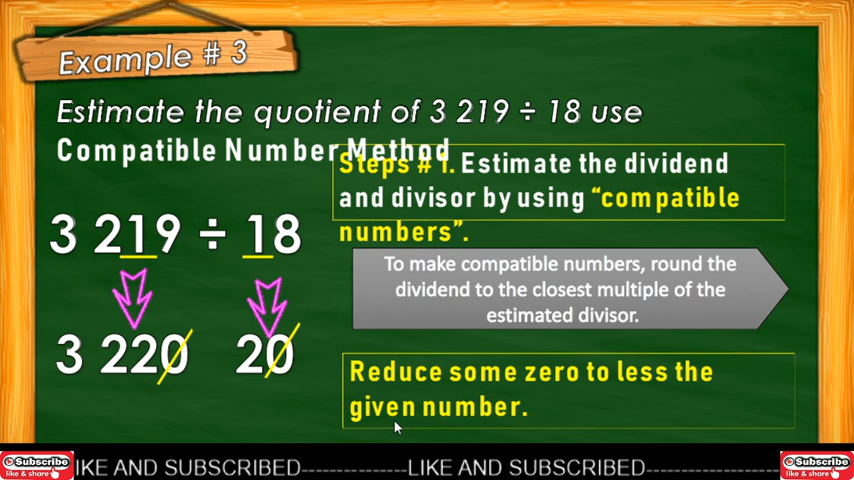 Example # 3
Estimate the quotient of 3 219 ÷ 18 use
Compatible Number Method
Steps # 1. Estimate the dividend
and divisor by using “compatible
numbers”.
3 219 ÷ 18
To make compatible numbers, round the
dividend to the closest multiple of the
estimated divisor.
3 220 20
Reduce some zero to less the
given number.
Subscribe
like & share
IKE AND SUBSCRIBED--------------LIKE AND SUBSCRIBED-----------------
Subscribe
like & share